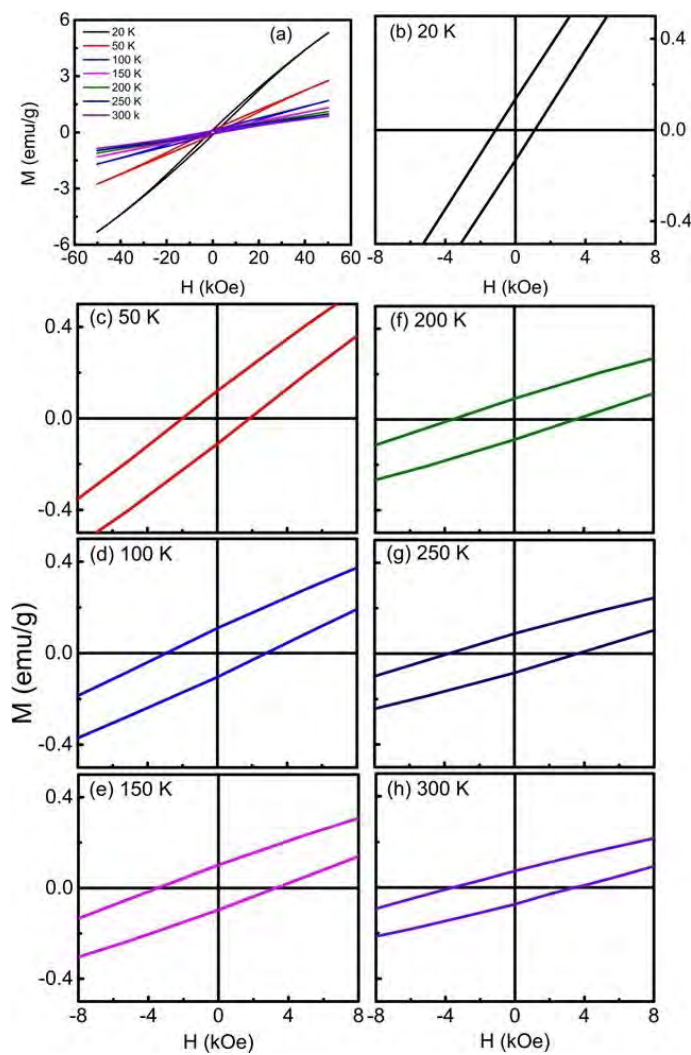 (a)
20 K
50 K
100 K
150 K
200 K
250 K
300 k
M (emu/g)
6
3
0
-3
-6
-60 -40 -20 0 20 40 60
H (kOe)
(b) 20 K
0.4
0.0
-0.4
-8 -4 0 4 8
H (kOe)
(c) 50 K
0.4
0.0
-0.4
(f) 200 K
(d) 100 K
0.4
0.0
-0.4
(g) 250 K
M (emu/g)
(e) 150 K
0.4
0.0
-0.4
-8 -4 0 4 8
H (kOe)
(h) 300 K
-8 -4 0 4 8
H (kOe)